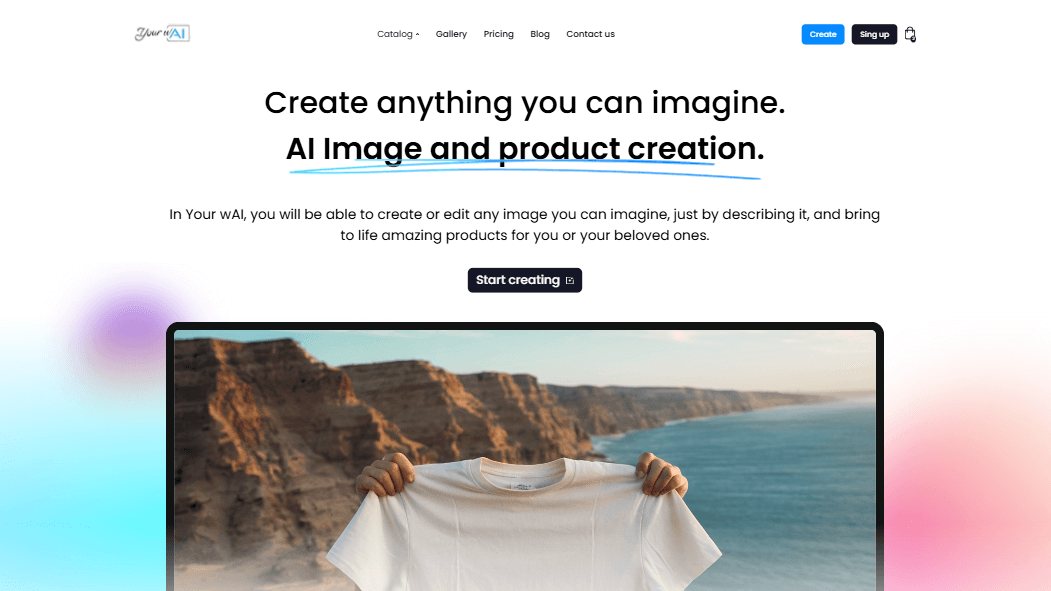 Your wAI
Catalog
Gallery
Pricing
Blog
Contact us
Create
Sing up
Create anything you can imagine.
AI Image and product creation.
In Your wAI, you will be able to create or edit any image you can imagine, just by describing it, and bring
to life amazing products for you or your beloved ones.
Start creating